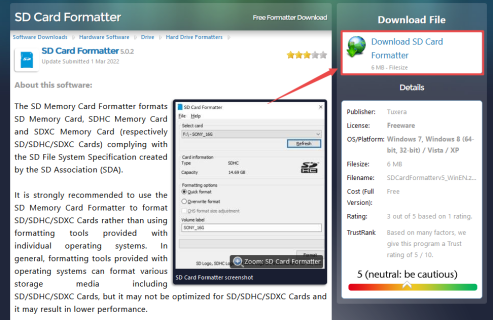 SD Card Formatter
Free Formatter Download
Software Downloads > Hardware Software > Drive > Hard Drive Formatters >
SD Card Formatter 5.0.2
Update Submitted 1 Mar 2022
About this software:
The SD Memory Card Formatter formats
SD Memory Card, SDHC Memory Card
and SDXC Memory Card (respectively
SD/SDHC/SDXC Cards) complying with
the SD File System Specification created
by the SD Association (SDA).
It is strongly recommended to use the
SD Memory Card Formatter to format
SD/SDHC/SDXC Cards rather than using
formatting tools provided with
individual operating systems. In
general, formatting tools provided with
operating systems can format various
storage media including
SD/SDHC/SDXC Cards, but it may not be optimized for SD/SDHC/SDXC Cards and
it may result in lower performance.
SD Card Formatter
File Help
Select card
F:\ - SONY_16G
Refresh
Card information
Type SDHC
Capacity 14.69 GB
Formatting options
Quick format
Overwrite format
CHS format size adjustment
Volume label
SONY_16G
Format
SD Logo, SDHC Lo
Zoom: SD Card Formatter
SD Card Formatter screenshot
Download File
Download SD Card
Formatter
6 MB - Filesize
Details
Publisher: Tuxera
License: Freeware
OS/Platform: Windows 7, Windows 8 (64-
bit, 32-bit) / Vista / XP
Filesize: 6 MB
Filename: SDCardFormatterv5_WinEN.z...
Cost (Full
Version): Free
Rating: 3 out of 5 based on 1 rating.
TrustRank Based on many factors, we
give this program a Trust
rating of 5 / 10.
5 (neutral: be cautious)